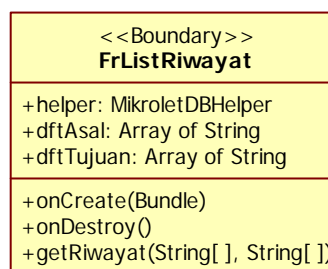 <<Boundary>>
FrListRiwayat
+helper: MikroletDBHelper
+dftAsal: Array of String
+dftTujuan: Array of String
+onCreate(Bundle)
+onDestroy()
+getRiwayat(String[ ], String[ ])